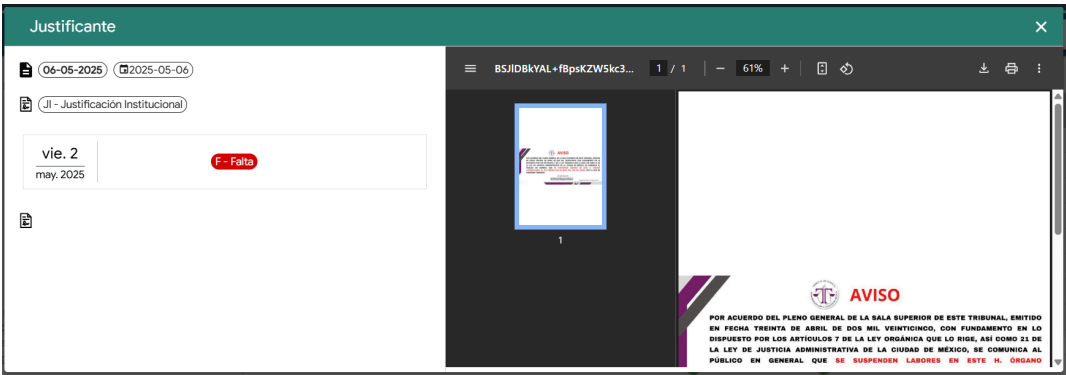 Justificante
06-05-2025 2025-05-06
JI - Justificación Institucional
vie. 2
may. 2025
F - Falta
BSJlDBkYAL+fBpsKZW5kc3... 1 / 1 61%
AVISO
1
AVISO
POR ACUERDO DEL PLENO GENERAL DE LA SALA SUPERIOR DE ESTE TRIBUNAL, EMITIDO
EN FECHA TREINTA DE ABRIL DE DOS MIL VEINTICINCO, CON FUNDAMENTO EN LO
DISPUESTO POR LOS ARTÍCULOS 7 DE LA LEY ORGÁNICA QUE LO RIGE, ASÍ COMO 21 DE
LA LEY DE JUSTICIA ADMINISTRATIVA DE LA CIUDAD DE MÉXICO, SE COMUNICA AL
PÚBLICO EN GENERAL QUE SE SUSPENDEN LABORES EN ESTE H. ÓRGANO